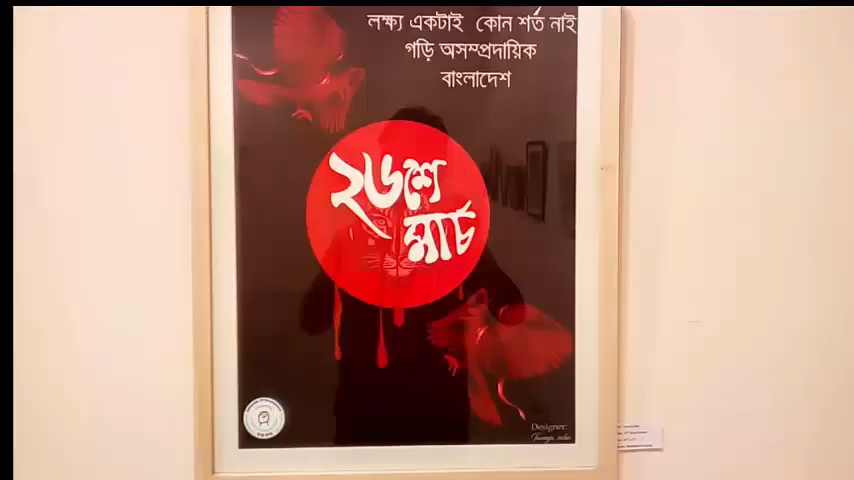 লক্ষ্য একটাই কোন শর্ত নাই
গড়ি অসম্প্রদায়িক
বাংলাদেশ
২৬শে
মার্চ
Designer: